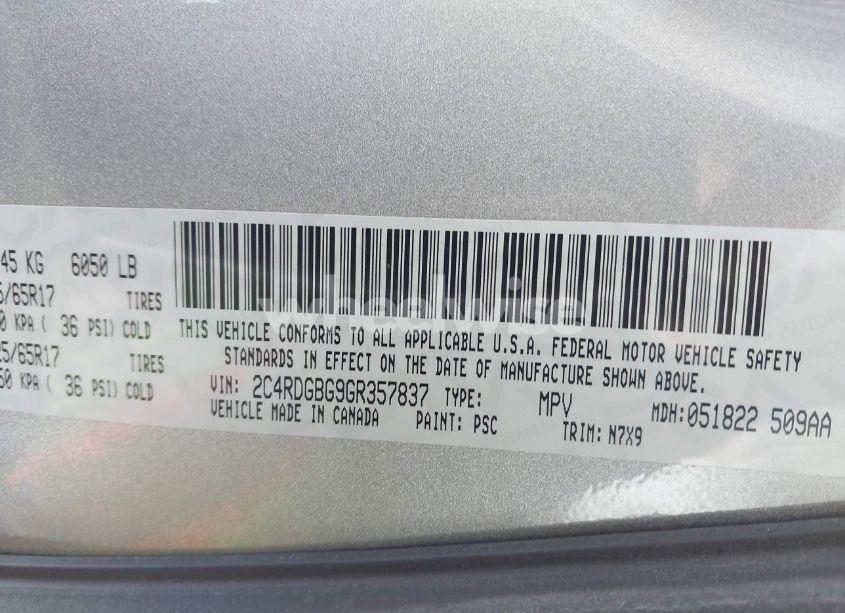 45 KG 6050 LB
5/65R17 TIRES
0 KPA ( 36 PSI) COLD
25/65R17 TIRES
50 KPA ( 36 PSI) COLD
wheelwise
THIS VEHICLE CONFORMS TO ALL APPLICABLE U.S.A. FEDERAL MOTOR VEHICLE SAFETY
STANDARDS IN EFFECT ON THE DATE OF MANUFACTURE SHOWN ABOVE.
VIN: 2C4RDGBG9GR357837 TYPE: MPV MDH:051822 509AA
VEHICLE MADE IN CANADA PAINT: PSC TRIM: N7X9